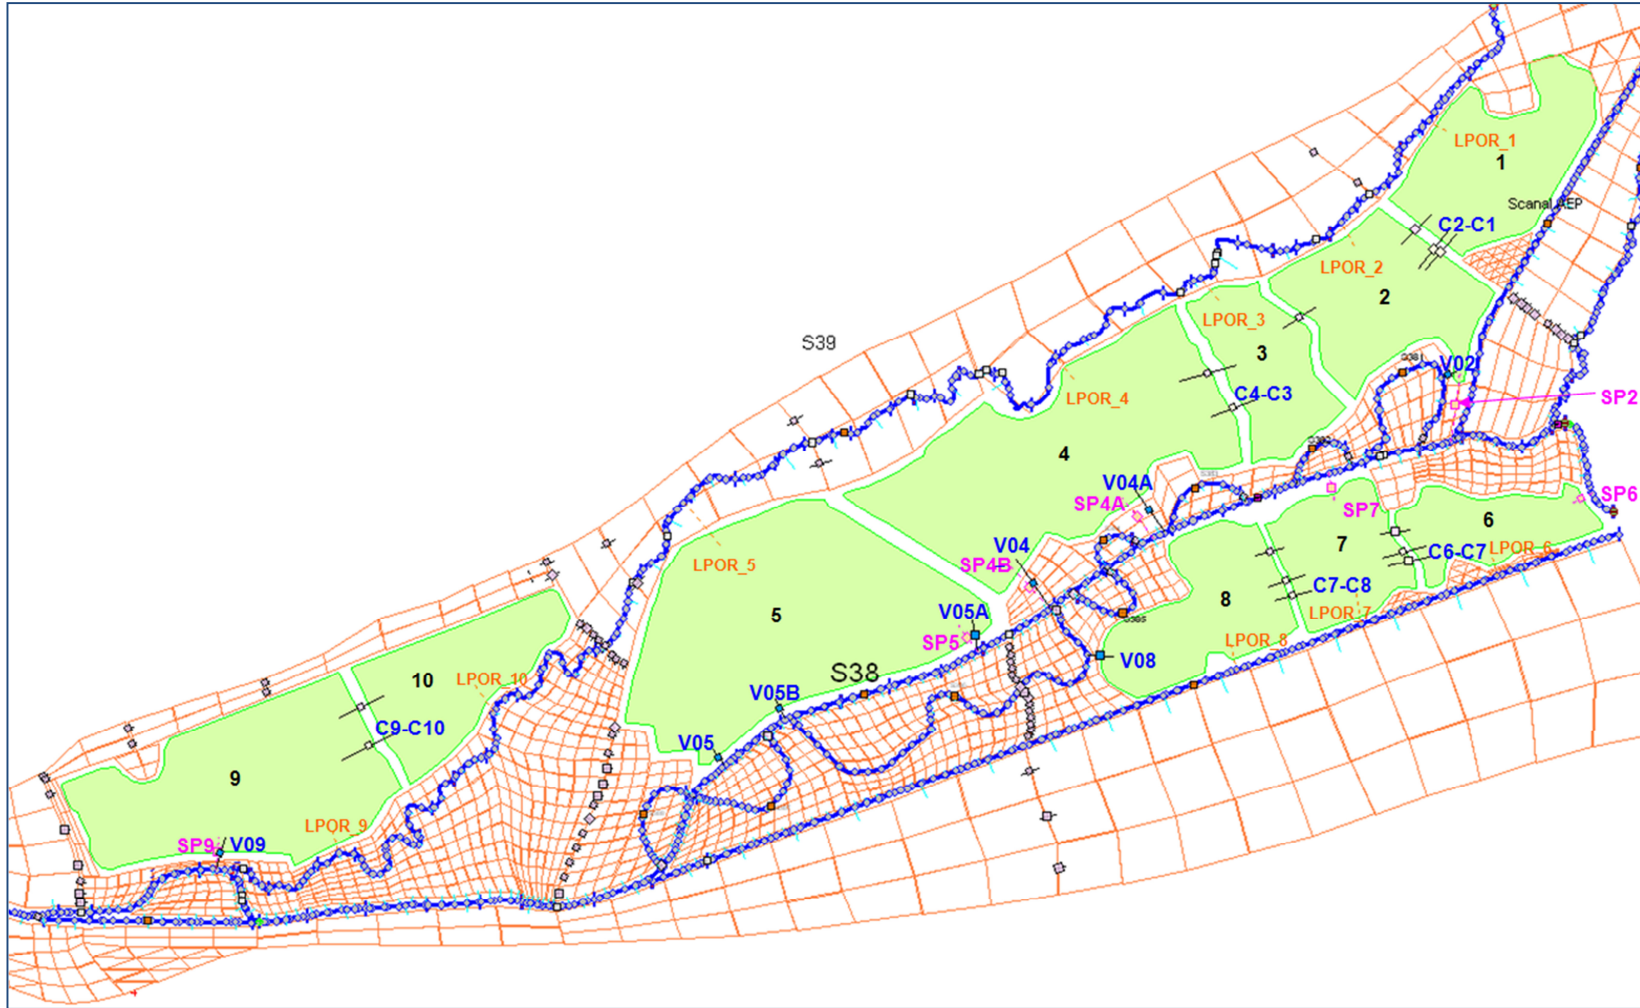 LPOR_1
1
Scanal AEP
C2-C1
LPOR_2
2
LPOR_3
S39
3
V02
LPOR_4
C4-C3
SP2
4
V04A
SP4A
SP7
SP6
6
V04
7
C6-C7
LPOR_6
SP4B
LPOR_5
C7-C8
5
V05A
8
LPOR_7
SP5
LPOR_8
V08
S38
10
LPOR_10
V05B
C9-C10
V05
9
LPOR_9
SP9
V09